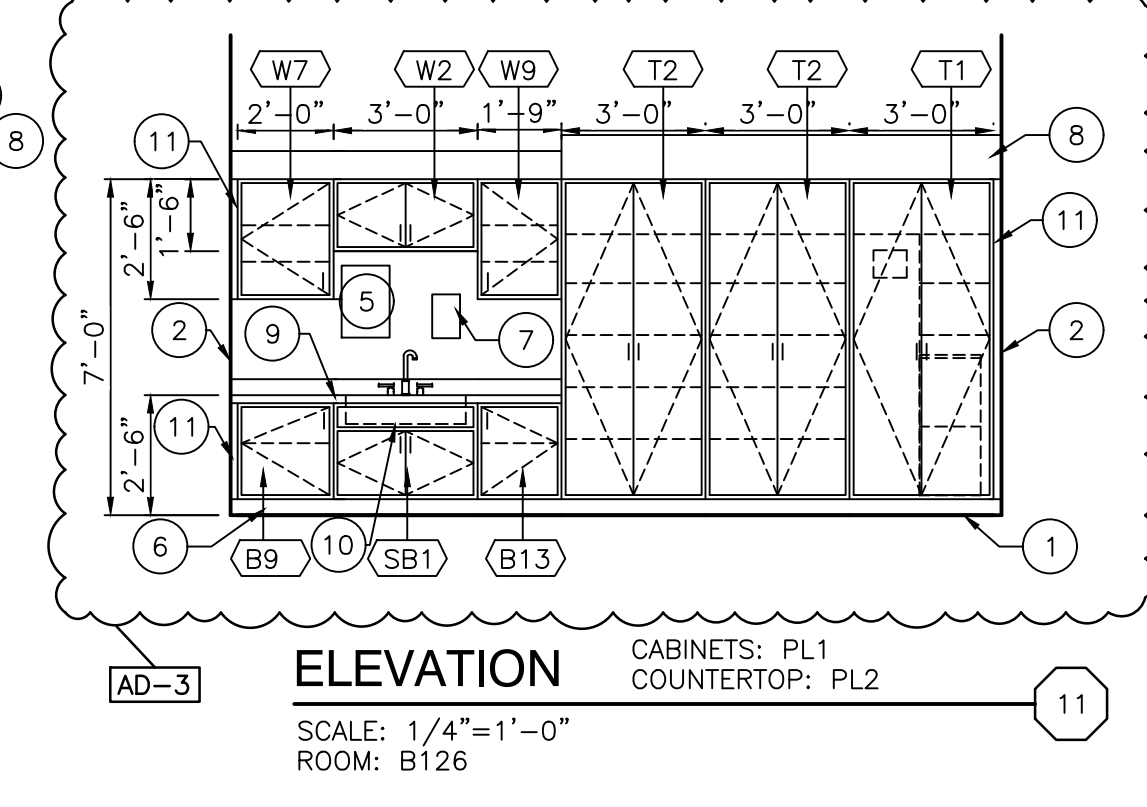 W7 W2 W9 T2 T2 T1
2'-0" 3'-0" 1'-9" 3'-0" 3'-0" 3'-0"
8
11
8
2'-6"
1'-6"
11
5
7
2
9
2
7'-0"
11
2'-6"
6
B9
10
SB1
B13
1
AD-3
ELEVATION
CABINETS: PL1
COUNTERTOP: PL2
11
SCALE: 1/4"=1'-0"
ROOM: B126